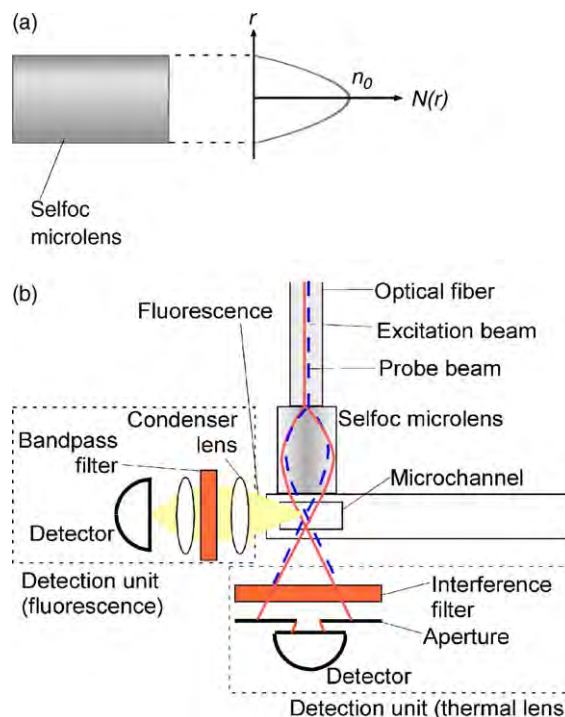 (a)
r
n0
N(r)
Selfoc
microlens
(b)
Optical fiber
Fluorescence
Excitation beam
Probe beam
Condenser
lens
Selfoc microlens
Bandpass
filter
Microchannel
Detector
Detection unit
(fluorescence)
Interference
filter
Aperture
Detector
Detection unit (thermal lens